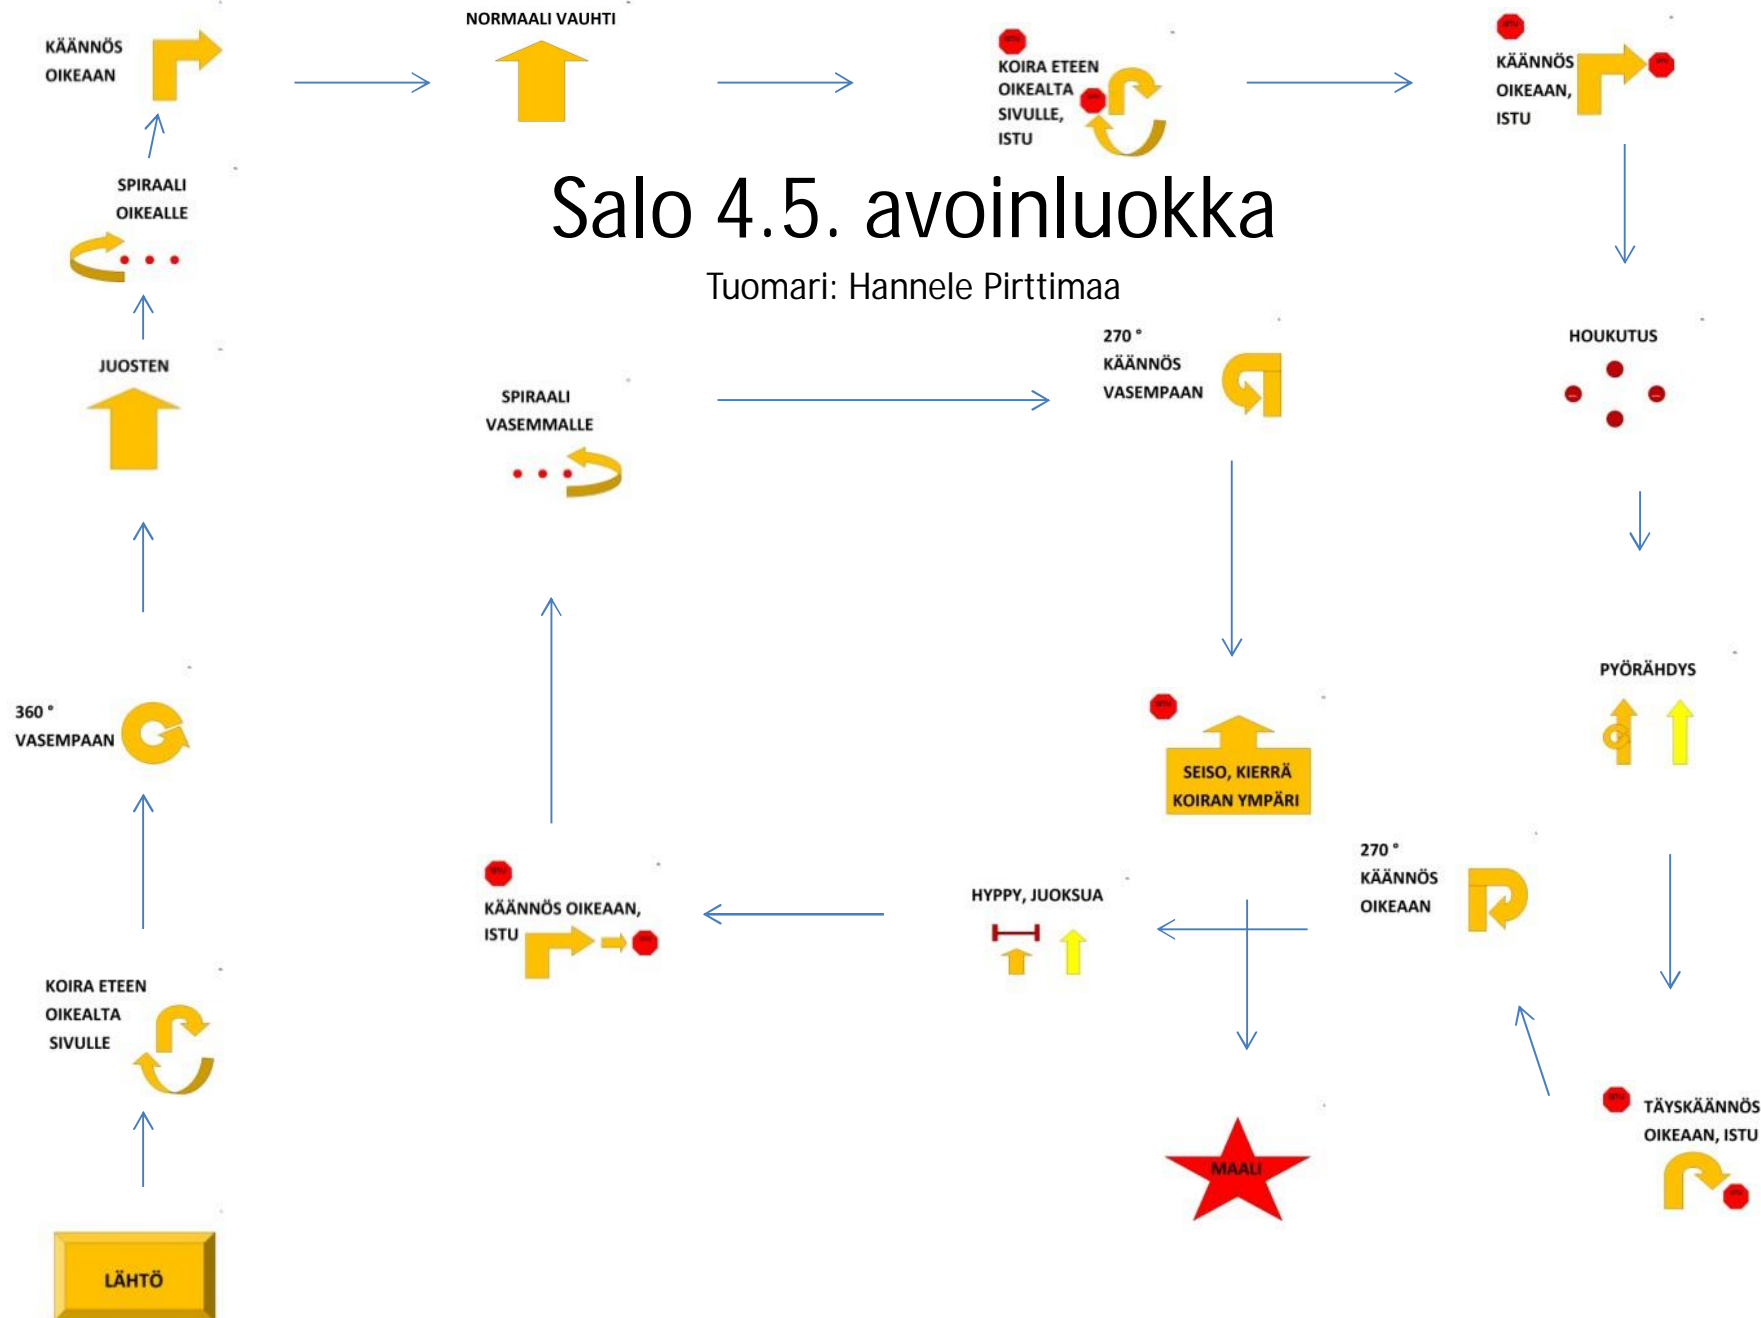 KÄÄNNÖS
OIKEAAN
NORMAALI VAUHTI
KOIRA ETEEN
OIKEALTA
SIVULLE,
ISTU
KÄÄNNÖS
OIKEAAN,
ISTU
SPIRAALI
OIKEALLE
Salo 4.5. avoinluokka
Tuomari: Hannele Pirttimaa
JUOSTEN
SPIRAALI
VASEMMALLE
270 °
KÄÄNNÖS
VASEMPAAN
HOUKUTUS
360 °
VASEMPAAN
SEISO, KIERRÄ
KOIRAN YMPÄRI
PYÖRÄHDYS
KÄÄNNÖS OIKEAAN,
ISTU
HYPPY, JUOKSUA
270 °
KÄÄNNÖS
OIKEAAN
KOIRA ETEEN
OIKEALTA
SIVULLE
MAALI
TÄYSKÄÄNNÖS
OIKEAAN, ISTU
LÄHTÖ